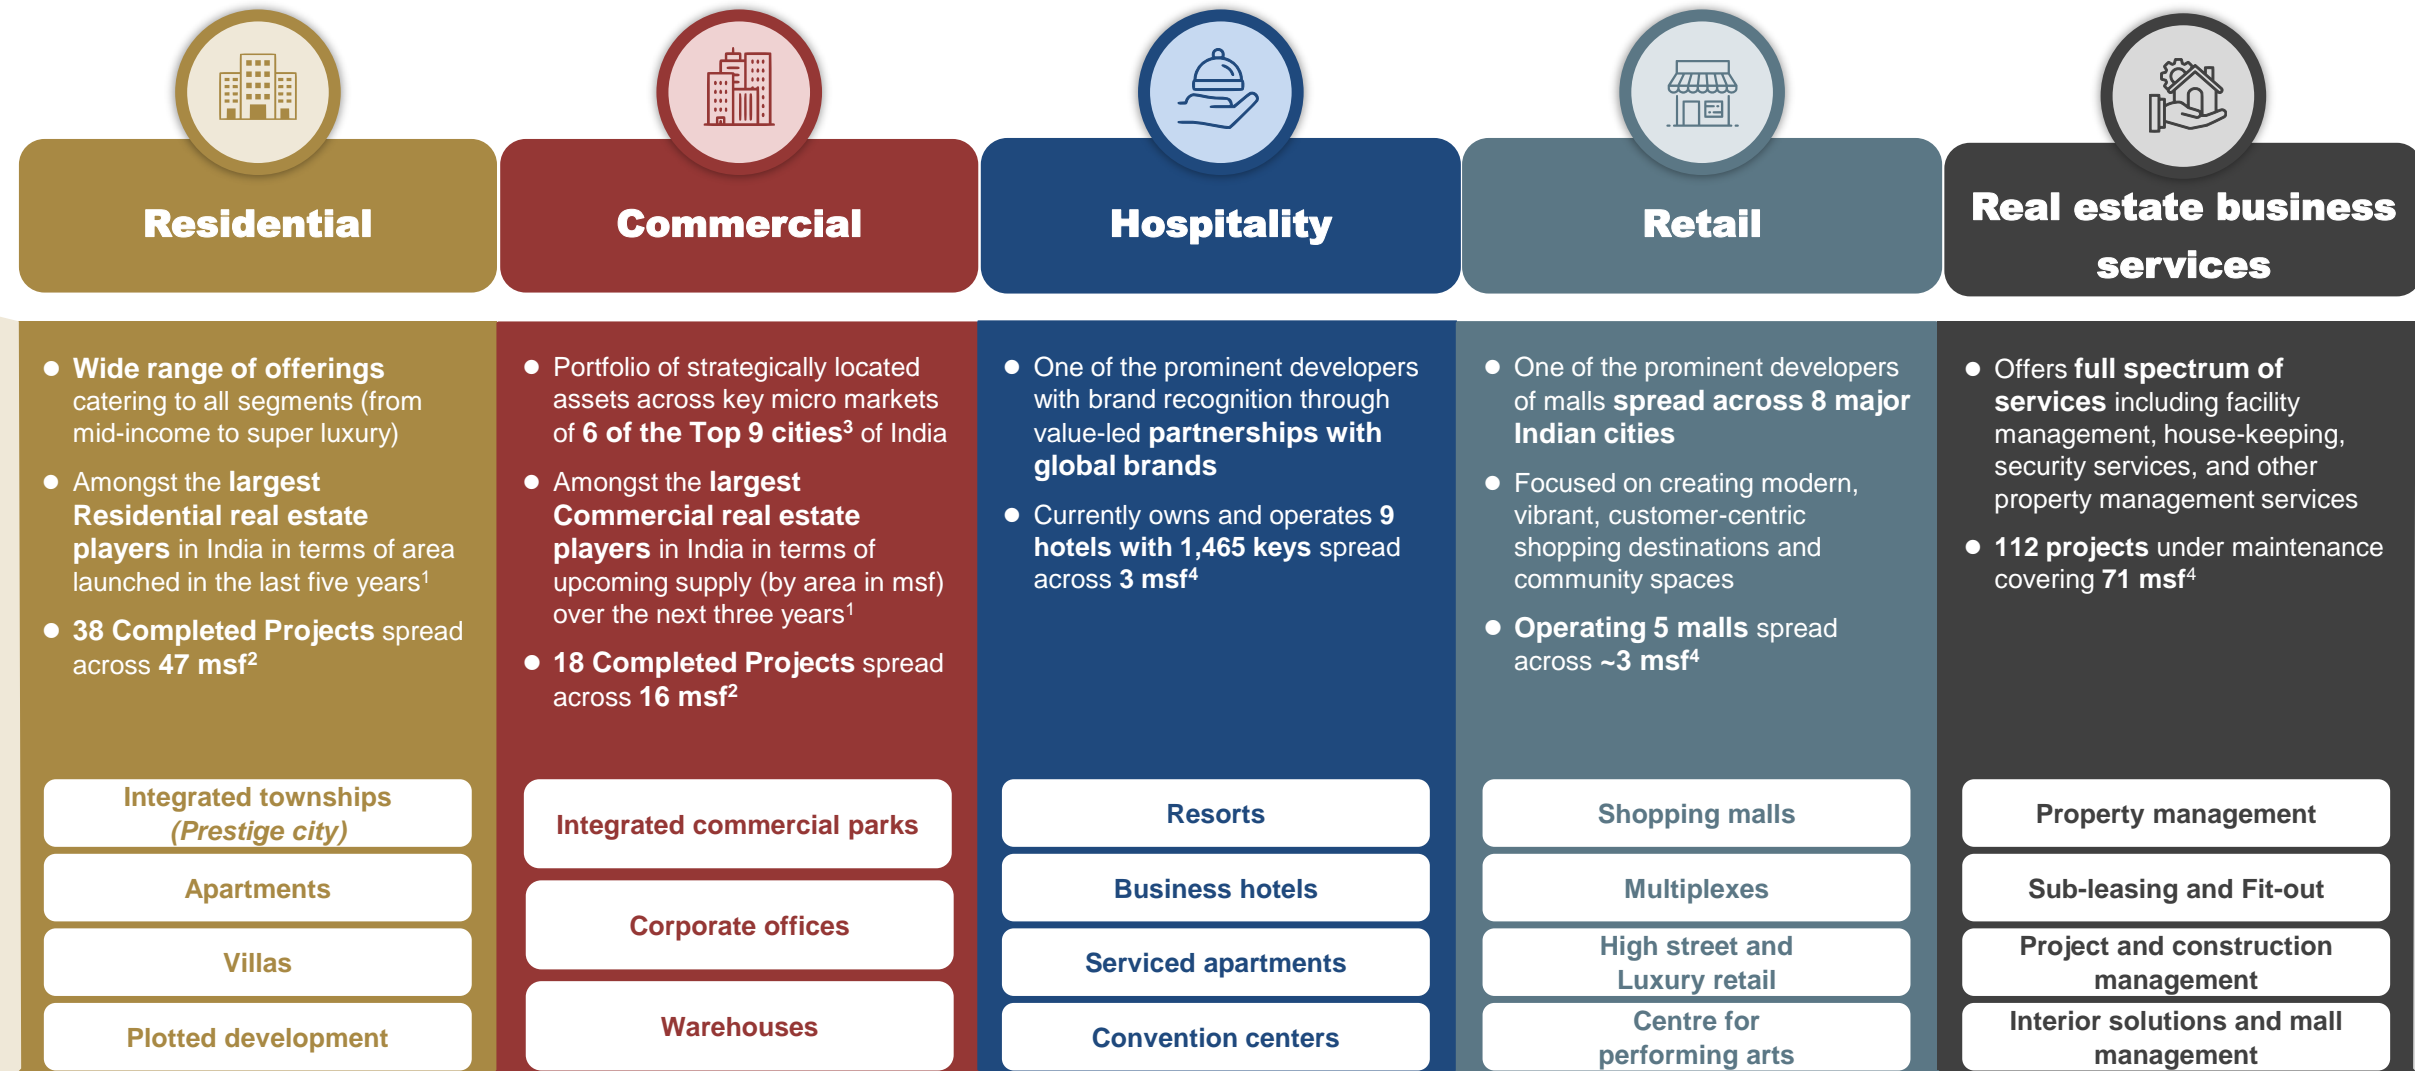 Residential
Wide range of offerings
catering to all segments (from
mid-income to super luxury)
Amongst the largest
Residential real estate
players in India in terms of area
launched in the last five years¹
38 Completed Projects spread
across 47 msf²
Integrated townships
(Prestige city)
Apartments
Villas
Plotted development
Commercial
Portfolio of strategically located
assets across key micro markets
of 6 of the Top 9 cities³ of India
Amongst the largest
Commercial real estate
players in India in terms of
upcoming supply (by area in msf)
over the next three years¹
18 Completed Projects spread
across 16 msf²
Integrated commercial parks
Corporate offices
Warehouses
Hospitality
One of the prominent developers
with brand recognition through
value-led partnerships with
global brands
Currently owns and operates 9
hotels with 1,465 keys spread
across 3 msf⁴
Resorts
Business hotels
Serviced apartments
Convention centers
Retail
One of the prominent developers
of malls spread across 8 major
Indian cities
Focused on creating modern,
vibrant, customer-centric
shopping destinations and
community spaces
Operating 5 malls spread
across ~3 msf⁴
Shopping malls
Multiplexes
High street and
Luxury retail
Centre for
performing arts
Real estate business
services
Offers full spectrum of
services including facility
management, house-keeping,
security services, and other
property management services
112 projects under maintenance
covering 71 msf⁴
Property management
Sub-leasing and Fit-out
Project and construction
management
Interior solutions and mall
management